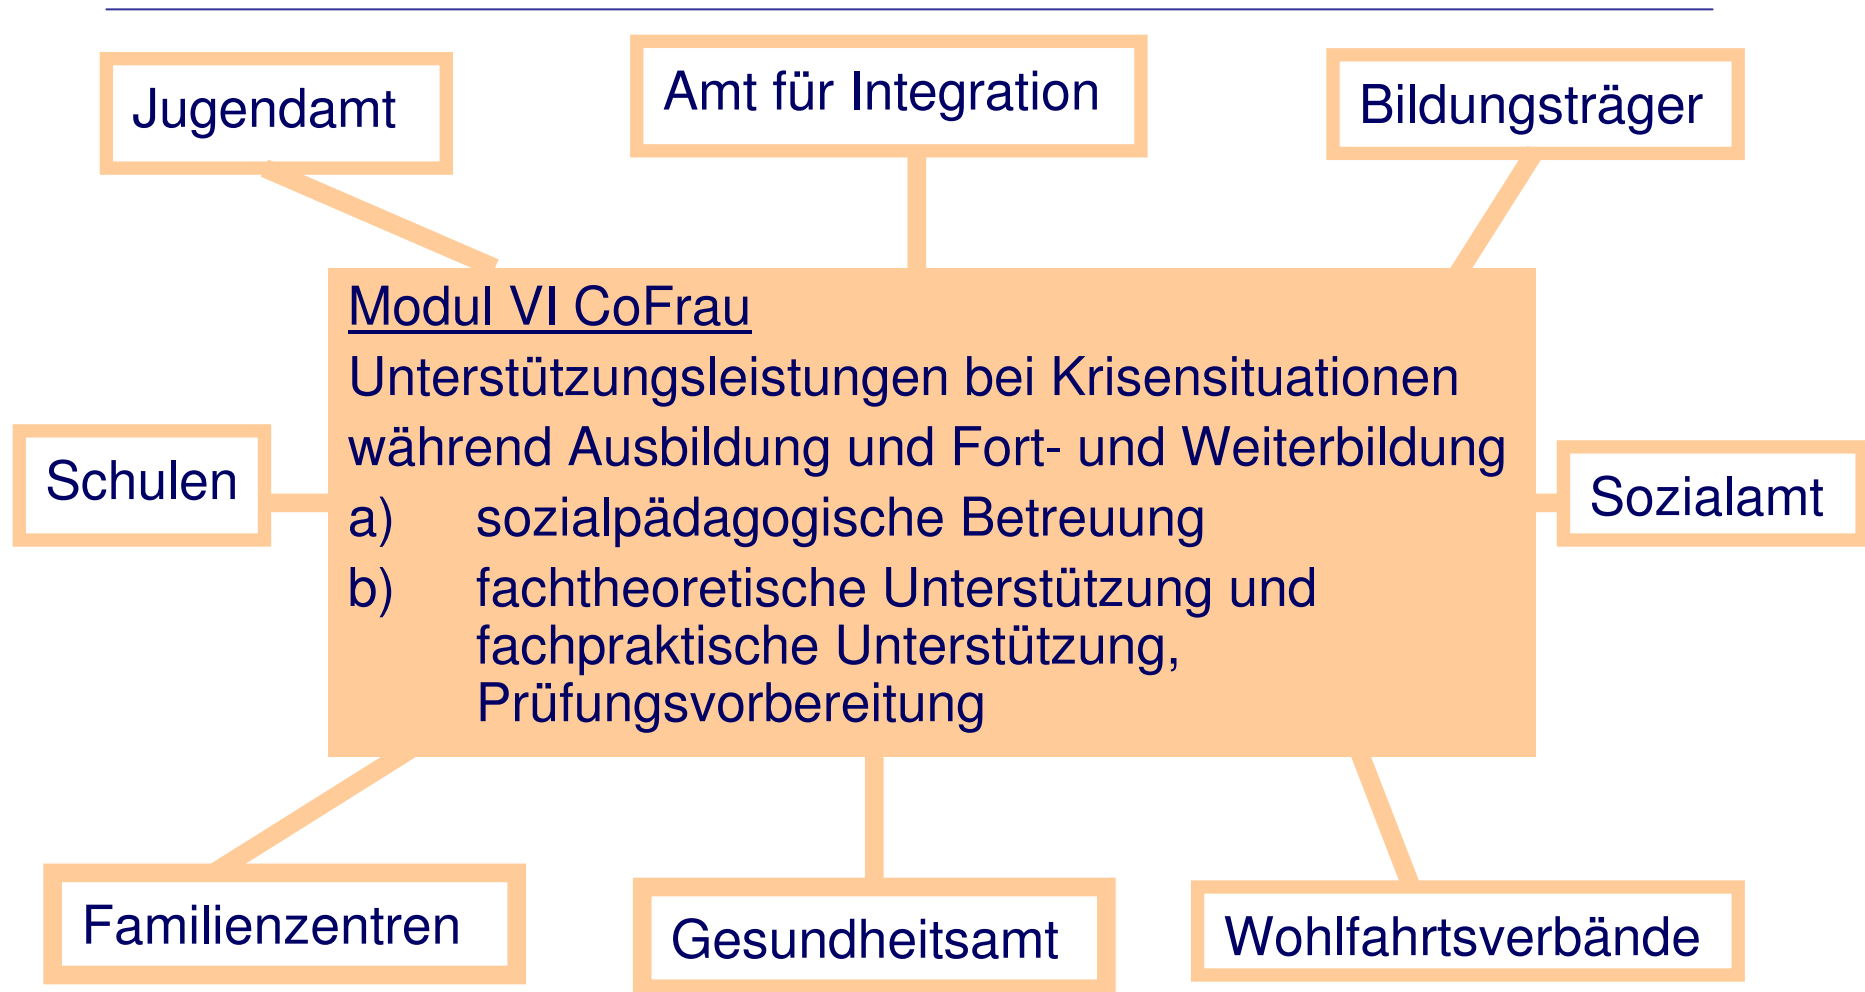 Jugendamt
Amt für Integration
Bildungsträger
Modul VI CoFrau
Unterstützungsleistungen bei Krisensituationen
während Ausbildung und Fort- und Weiterbildung
a) sozialpädagogische Betreuung
b) fachtheoretische Unterstützung und
fachpraktische Unterstützung,
Prüfungsvorbereitung
Schulen
Sozialamt
Familienzentren
Gesundheitsamt
Wohlfahrtsverbände